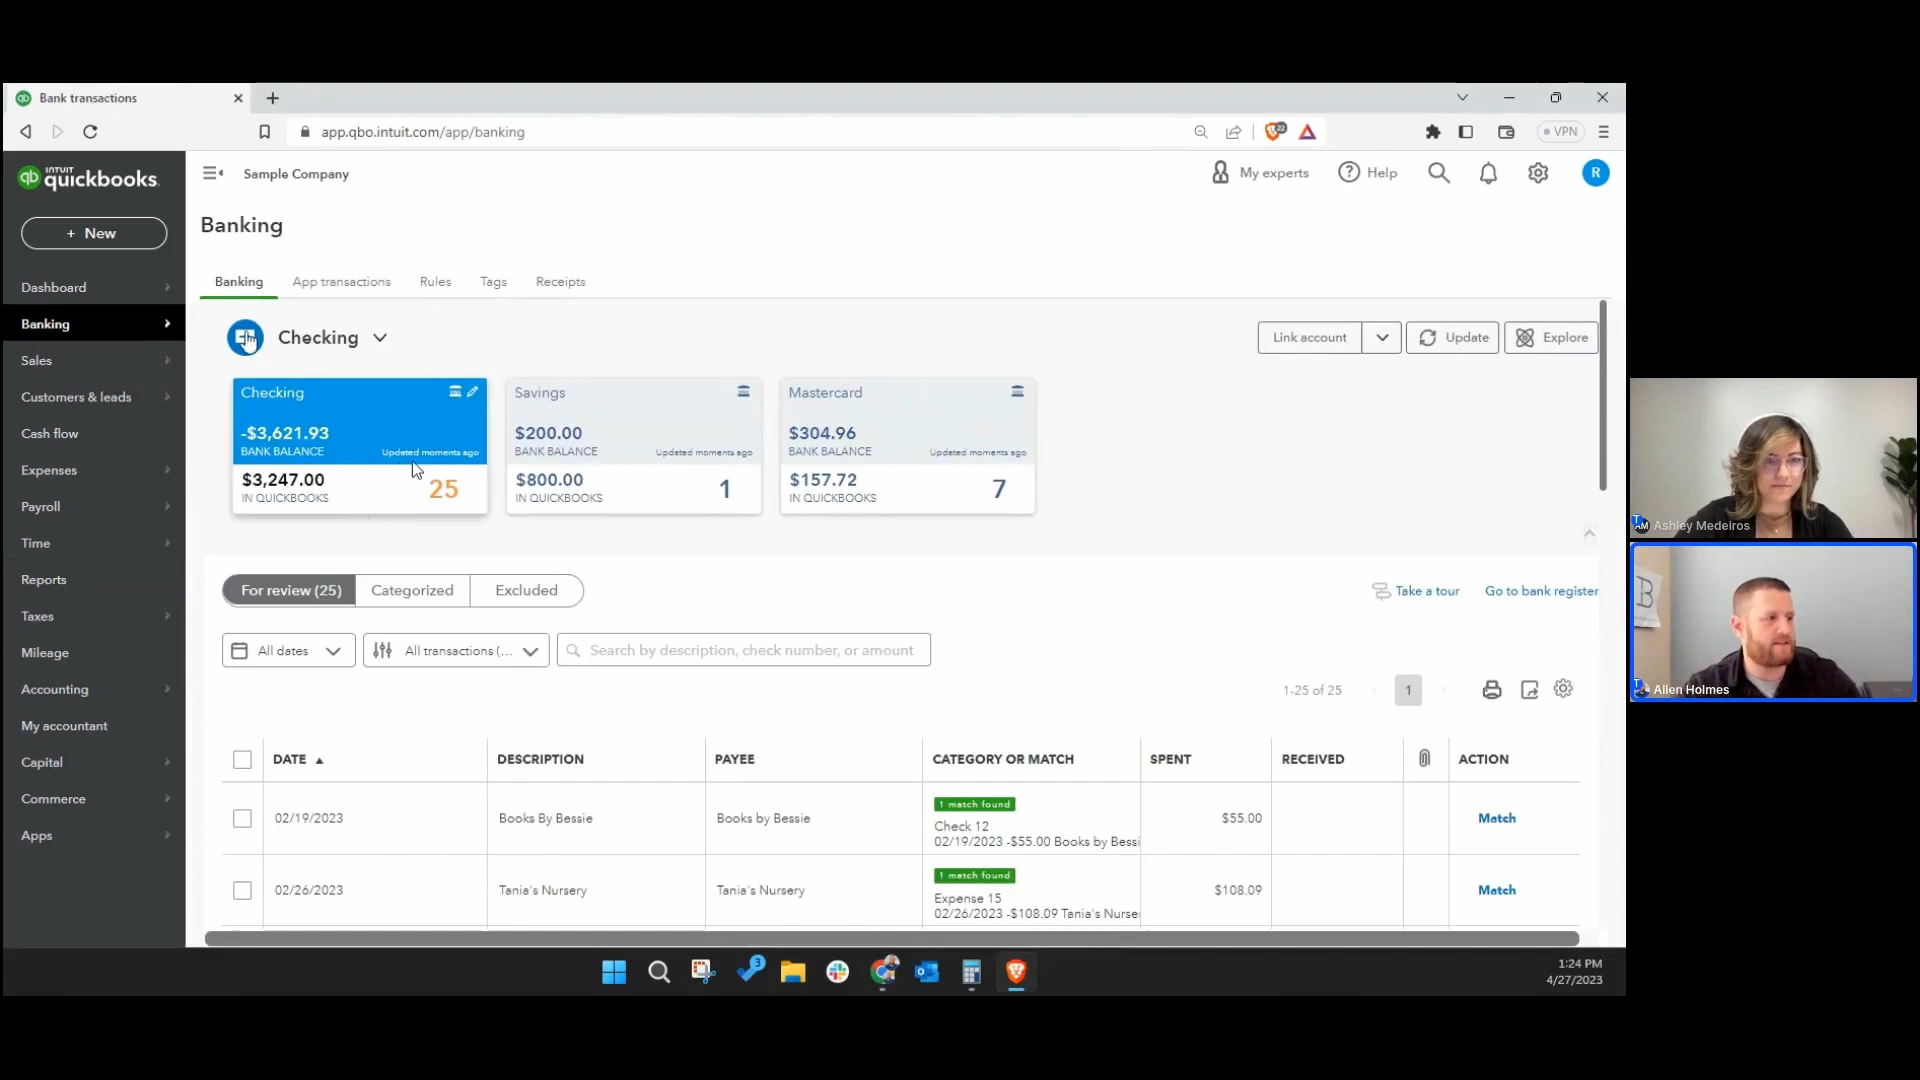 Bank transactions
app.qbo.intuit.com/app/banking
22
VPN
INTUIT
quickbooks
qb
Sample Company
My experts
Help
R
+ New
Dashboard
Banking
Sales
Customers & leads
Cash flow
Expenses
Payroll
Time
Reports
Taxes
Mileage
Accounting
My accountant
Capital
Commerce
Apps
Banking
Banking
App transactions
Rules
Tags
Receipts
Checking
Link account
Update
Explore
Checking
-$3,621.93
BANK BALANCE
Updated moments ago
$3,247.00
IN QUICKBOOKS
25
Savings
$200.00
BANK BALANCE
Updated moments ago
$800.00
IN QUICKBOOKS
1
Mastercard
$304.96
BANK BALANCE
Updated moments ago
$157.72
IN QUICKBOOKS
7
For review (25)
Categorized
Excluded
Take a tour
Go to bank register
All dates
All transactions (...
Search by description, check number, or amount
1-25 of 25
1
DATE
DESCRIPTION
PAYEE
CATEGORY OR MATCH
SPENT
RECEIVED
ACTION
02/19/2023
Books By Bessie
Books by Bessie
1 match found
Check 12
02/19/2023 -$55.00 Books by Bessi
$55.00
Match
02/26/2023
Tania's Nursery
Tania's Nursery
1 match found
Expense 15
02/26/2023 -$108.09 Tania's Nurse
$108.09
Match
3
1:24 PM
4/27/2023
AM
Ashley Medeiros
B
T
Allen Holmes